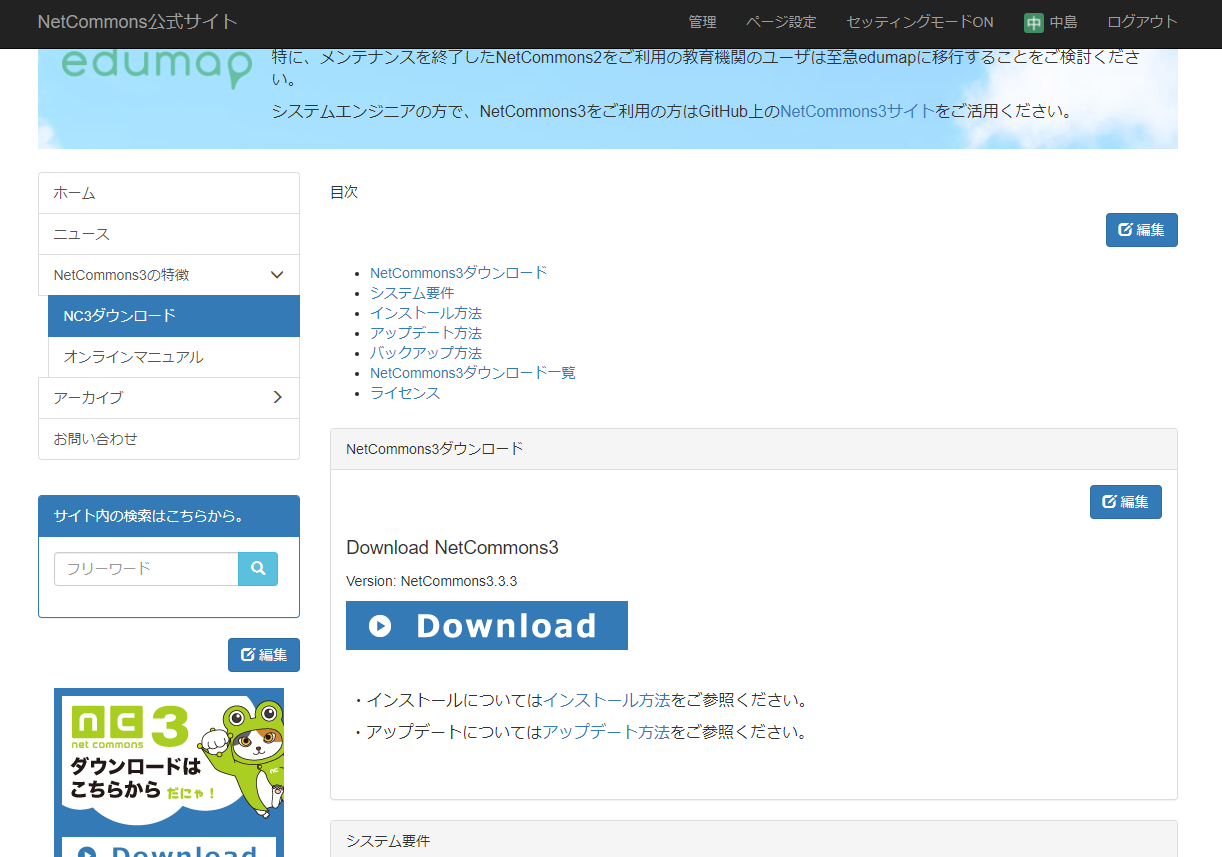 NetCommons公式サイト 管理 ページ設定 セッティングモードON 中 中島 ログアウト
edumap
特に、メンテナンスを終了したNetCommons2をご利用の教育機関のユーザは至急edumapに移行することをご検討くださ
い。
システムエンジニアの方で、NetCommons3をご利用の方はGitHub上のNetCommons3サイトをご活用ください。
ホーム
ニュース
NetCommons3の特徴
NC3ダウンロード
オンラインマニュアル
アーカイブ
お問い合わせ
サイト内の検索はこちらから。
フリーワード
編集
nc3
net commons
ダウンロードは
こちらから だにゃ！
Download
目次
編集
・NetCommons3ダウンロード
・システム要件
・インストール方法
・アップデート方法
・バックアップ方法
・NetCommons3ダウンロード一覧
・ライセンス
NetCommons3ダウンロード
編集
Download NetCommons3
Version: NetCommons3.3.3
Download
・インストールについてはインストール方法をご参照ください。
・アップデートについてはアップデート方法をご参照ください。
システム要件